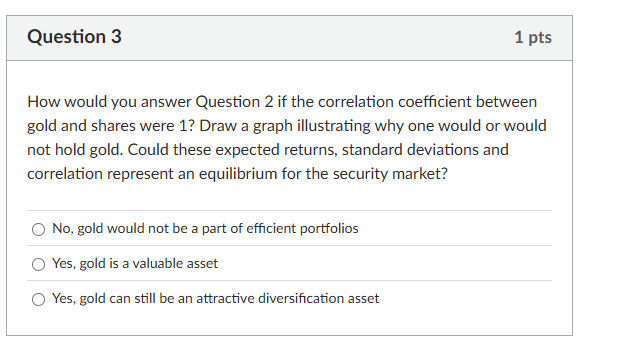 Question 3
1 pts
How would you answer Question 2 if the correlation coefficient between
gold and shares were 1? Draw a graph illustrating why one would or would
not hold gold. Could these expected returns, standard deviations and
correlation represent an equilibrium for the security market?
No, gold would not be a part of efficient portfolios
Yes, gold is a valuable asset
Yes, gold can still be an attractive diversification asset